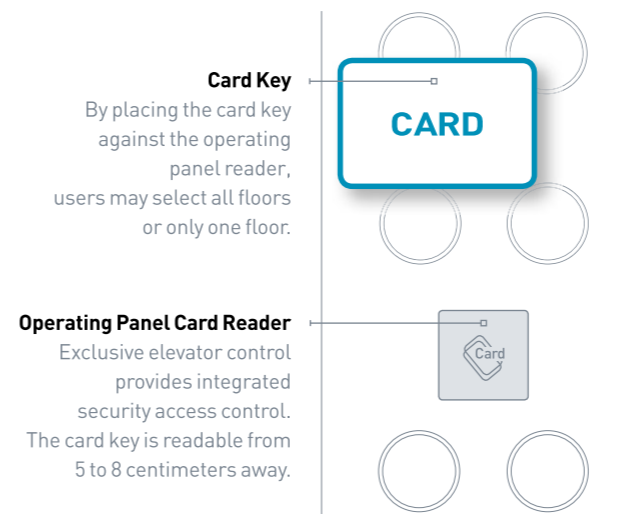 Card Key
By placing the card key
against the operating
panel reader,
users may select all floors
or only one floor.
CARD
Operating Panel Card Reader
Exclusive elevator control
provides integrated
security access control.
The card key is readable from
5 to 8 centimeters away.
Card